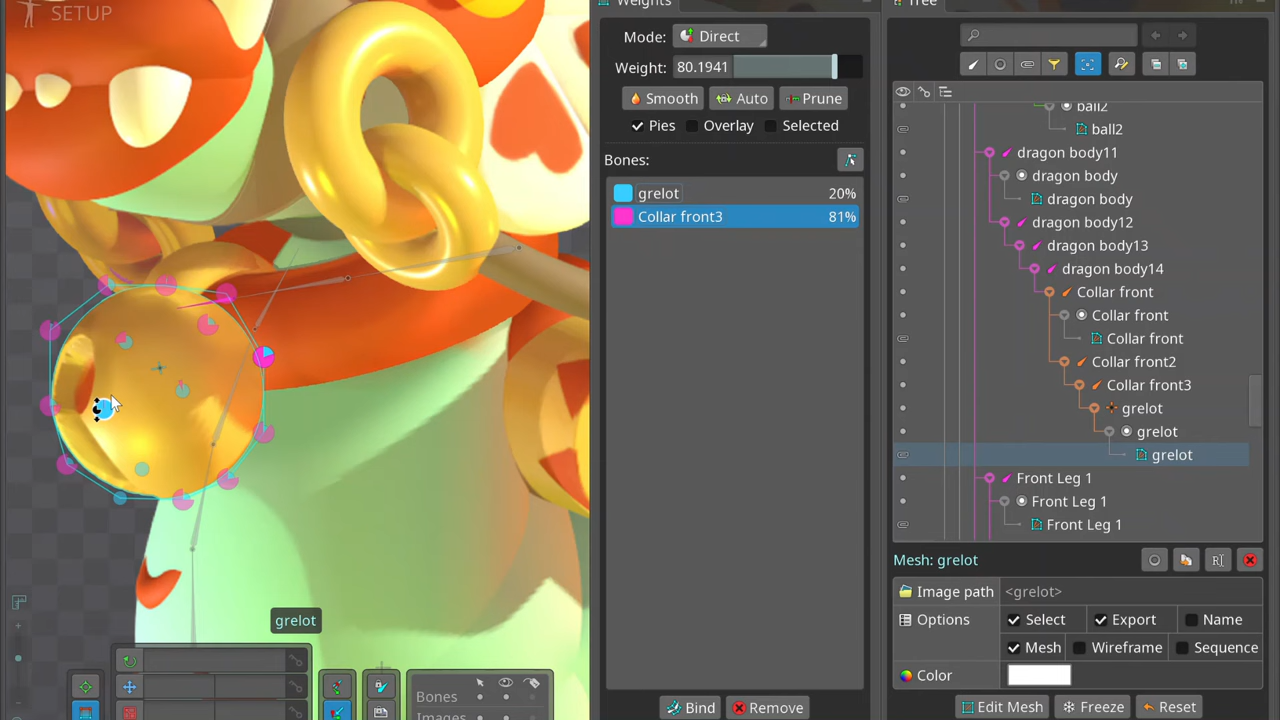 SETUP
grelot
Bones
Images
Weights
Mode: Direct
Weight: 80.1941
Smooth Auto Prune
Pies Overlay Selected
Bones:
grelot 20%
Collar front3 81%
Bind Remove
Tree
ball2
ball2
dragon body11
dragon body
dragon body
dragon body12
dragon body13
dragon body14
Collar front
Collar front
Collar front
Collar front2
Collar front3
grelot
grelot
grelot
Front Leg 1
Front Leg 1
Front Leg 1
Mesh: grelot
Image path <grelot>
Options Select Export Name
Mesh Wireframe Sequence
Color
Edit Mesh Freeze Reset